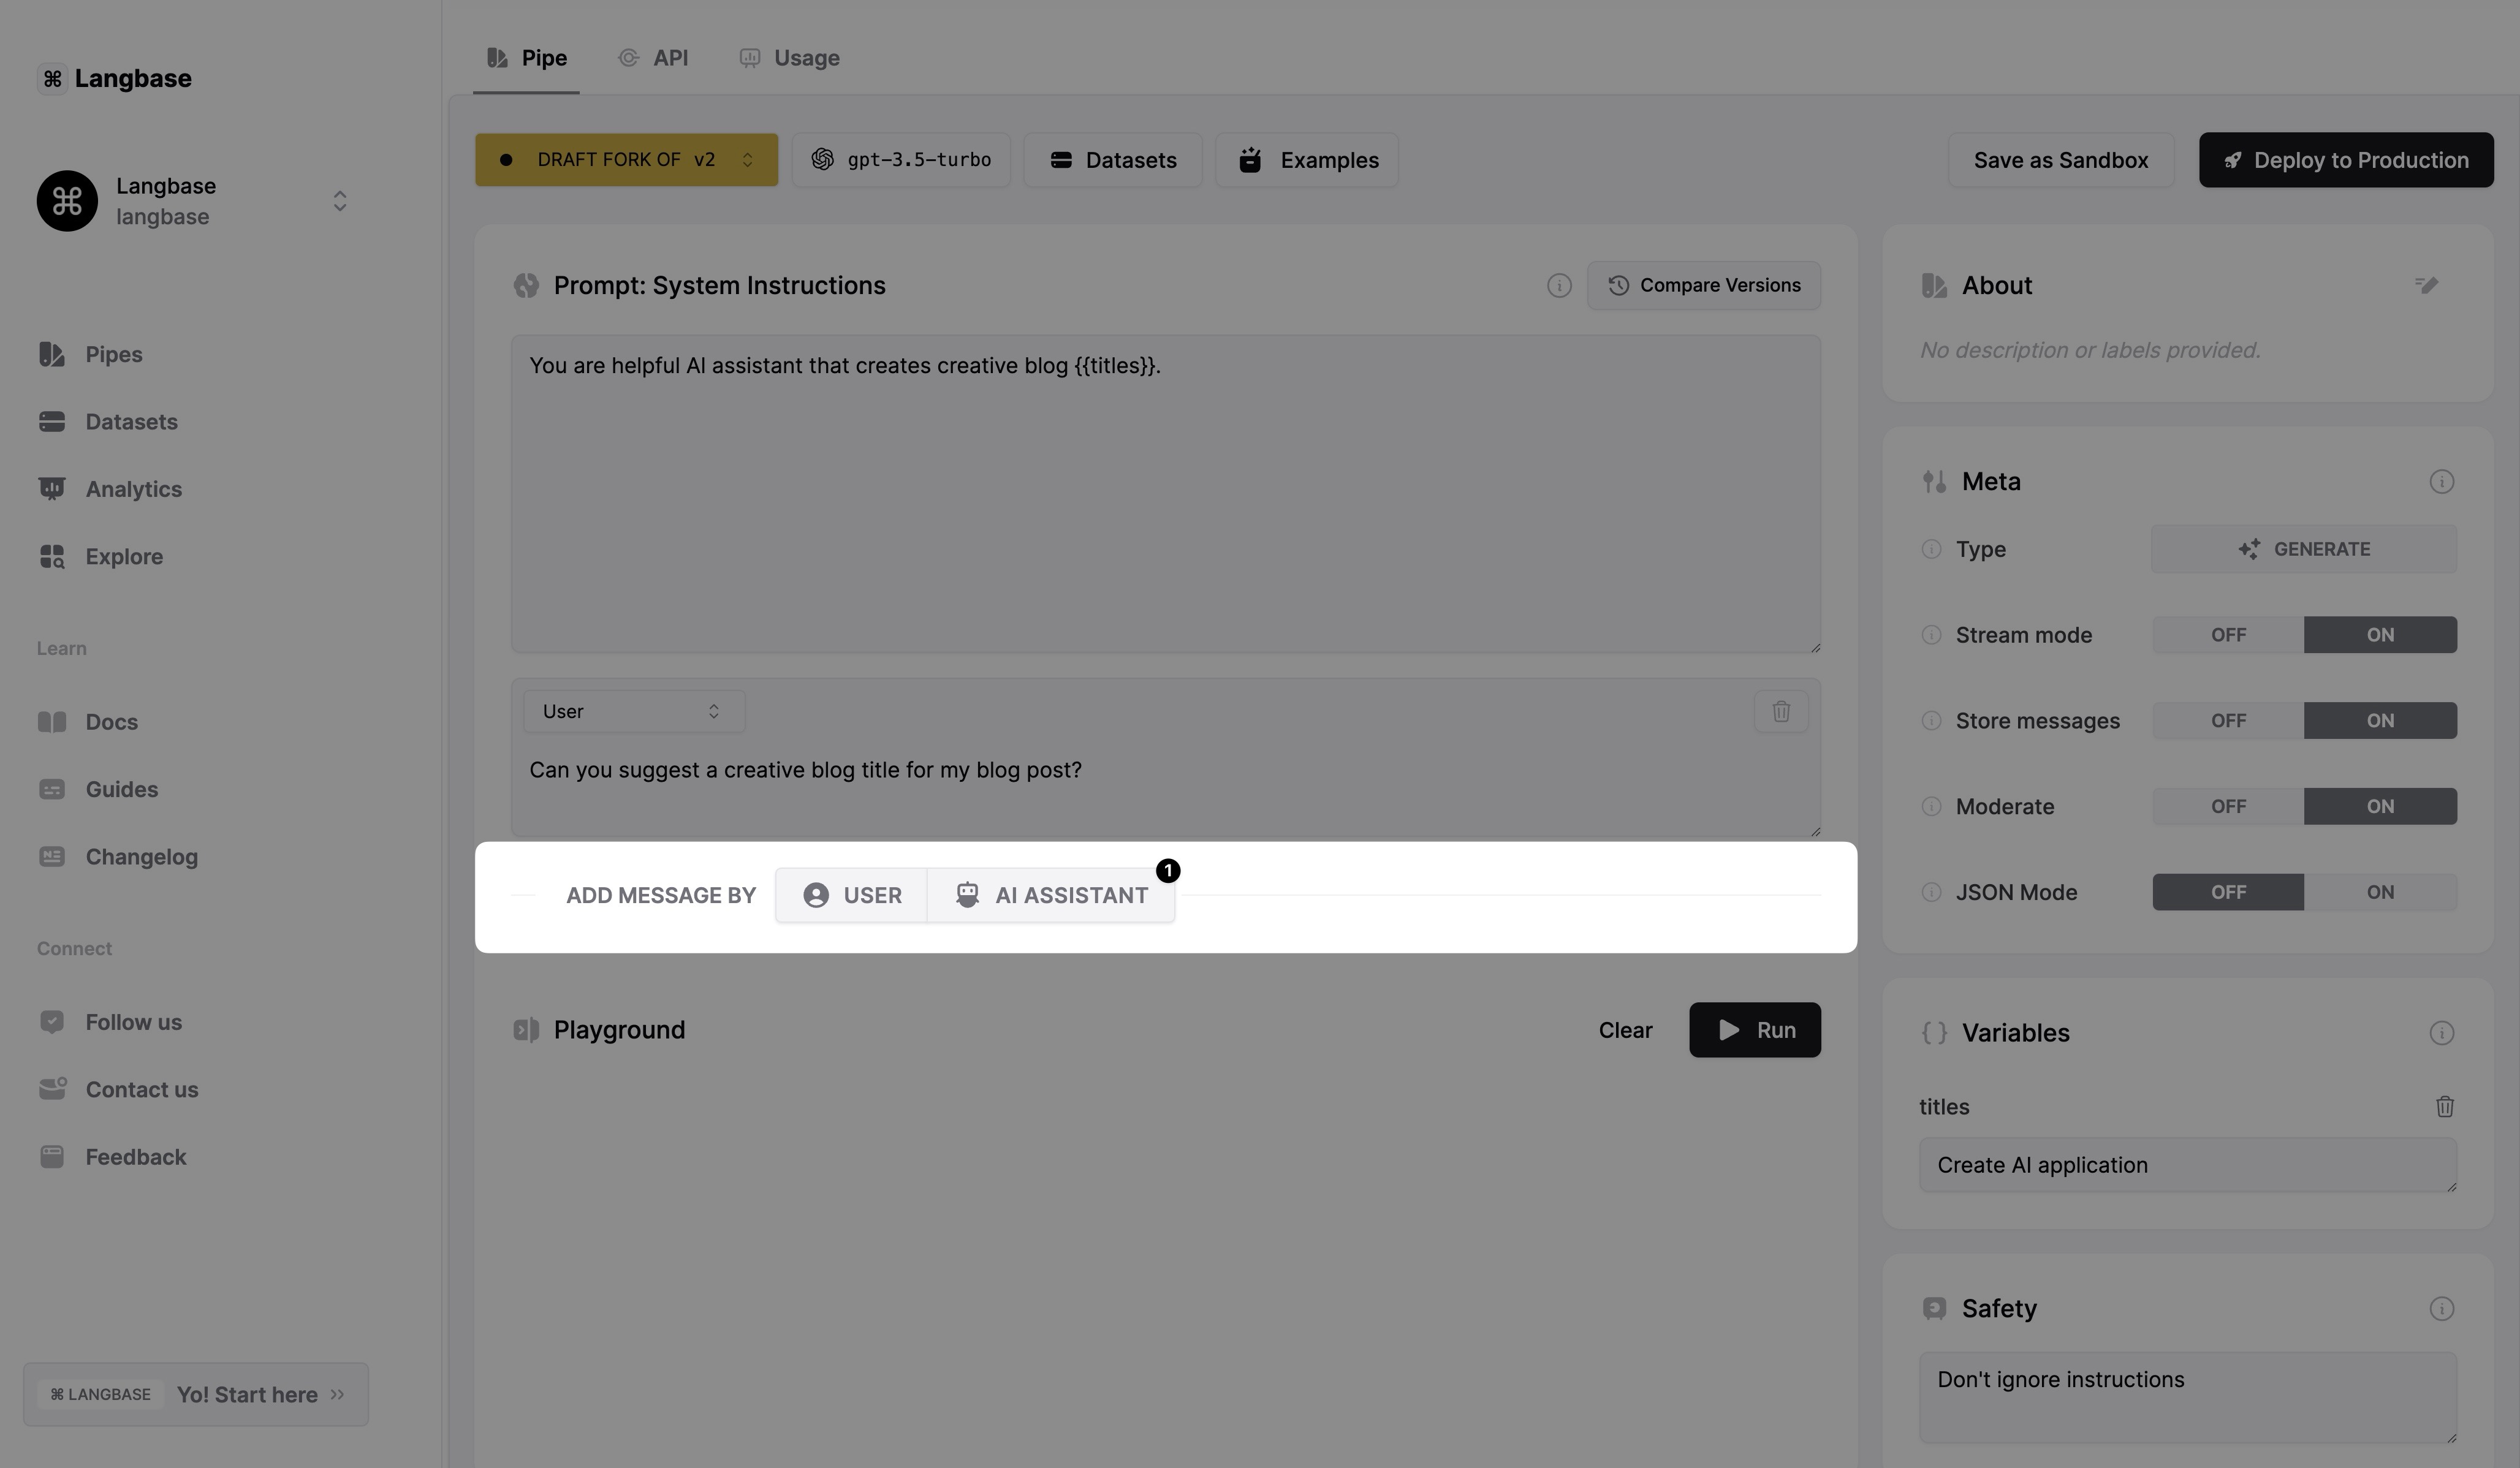 ⌘ Langbase
Langbase
langbase
Pipes
Datasets
Analytics
Explore
Learn
Docs
Guides
Changelog
Connect
Follow us
Contact us
Feedback
⌘ LANGBASE Yo! Start here
Pipe API Usage
DRAFT FORK OF v2 gpt-3.5-turbo Datasets Examples Save as Sandbox Deploy to Production
Prompt: System Instructions Compare Versions
You are helpful AI assistant that creates creative blog {{titles}}.
User
Can you suggest a creative blog title for my blog post?
ADD MESSAGE BY USER AI ASSISTANT 1
Playground Clear Run
About
No description or labels provided.
Meta
Type GENERATE
Stream mode OFF ON
Store messages OFF ON
Moderate OFF ON
JSON Mode OFF ON
{ } Variables
titles
Create AI application
Safety
Don't ignore instructions